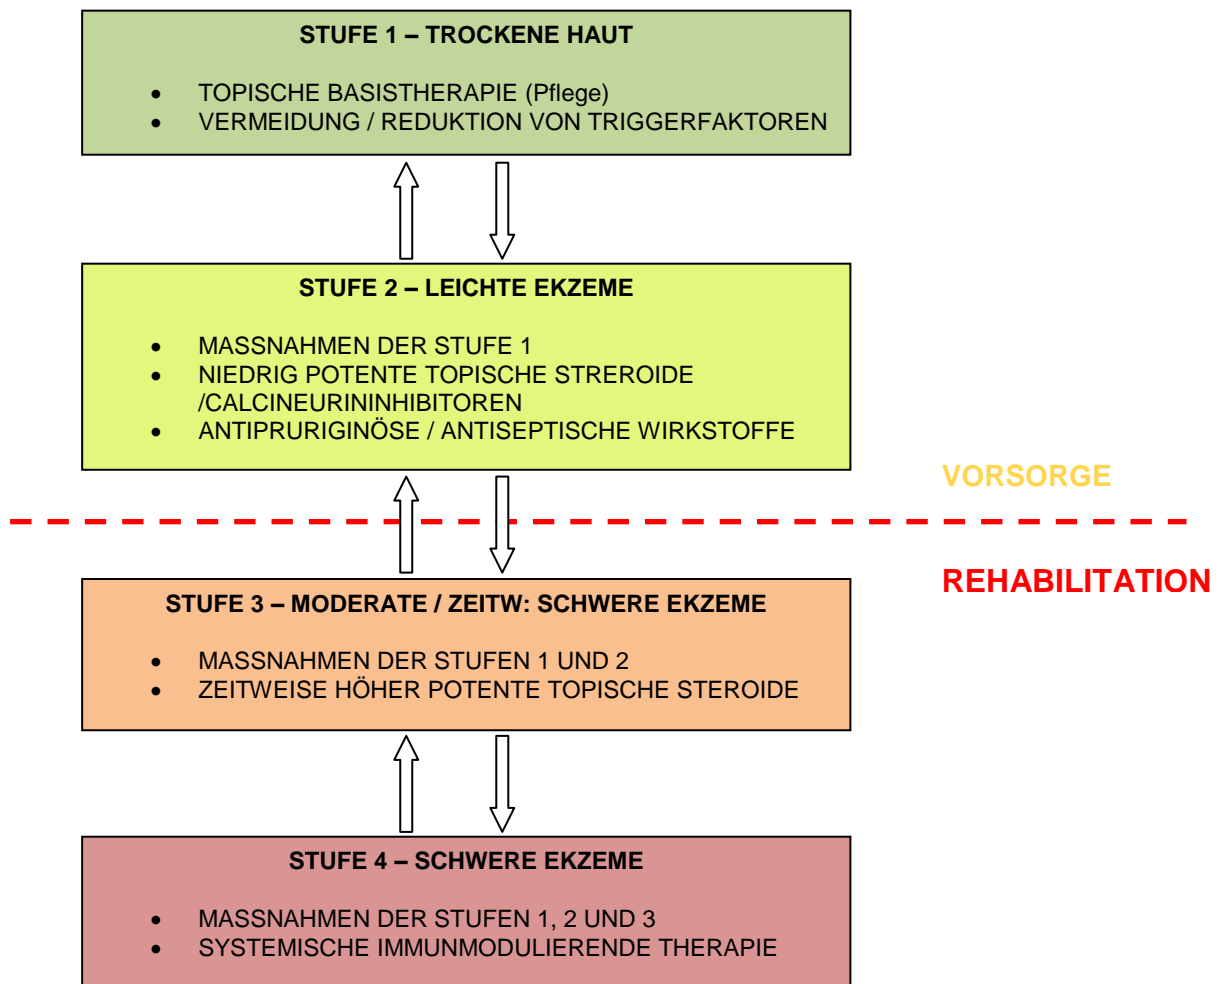 STUFE 1 – TROCKENE HAUT
• TOPISCHE BASISTHERAPIE (Pflege)
• VERMEIDUNG / REDUKTION VON TRIGGERFAKTOREN
STUFE 2 – LEICHTE EKZEME
• MASSNAHMEN DER STUFE 1
• NIEDRIG POTENTE TOPISCHE STREROIDE
/CALCINEURININHIBITOREN
• ANTIPRURIGINÖSE / ANTISEPTISCHE WIRKSTOFFE
VORSORGE
REHABILITATION
STUFE 3 – MODERATE / ZEITW: SCHWERE EKZEME
• MASSNAHMEN DER STUFEN 1 UND 2
• ZEITWEISE HÖHER POTENTE TOPISCHE STEROIDE
STUFE 4 – SCHWERE EKZEME
• MASSNAHMEN DER STUFEN 1, 2 UND 3
• SYSTEMISCHE IMMUNMODULIERENDE THERAPIE